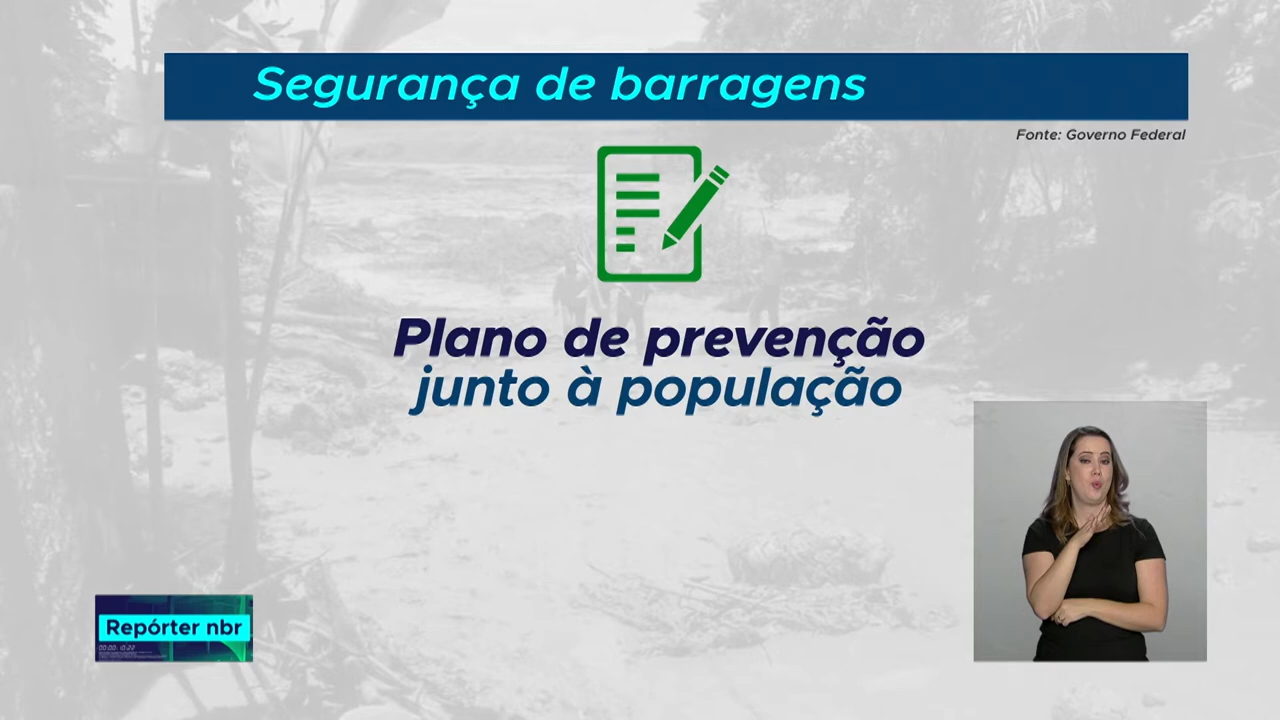 Segurança de barragens
Fonte: Governo Federal
Plano de prevenção
junto à população
Repórter nbr